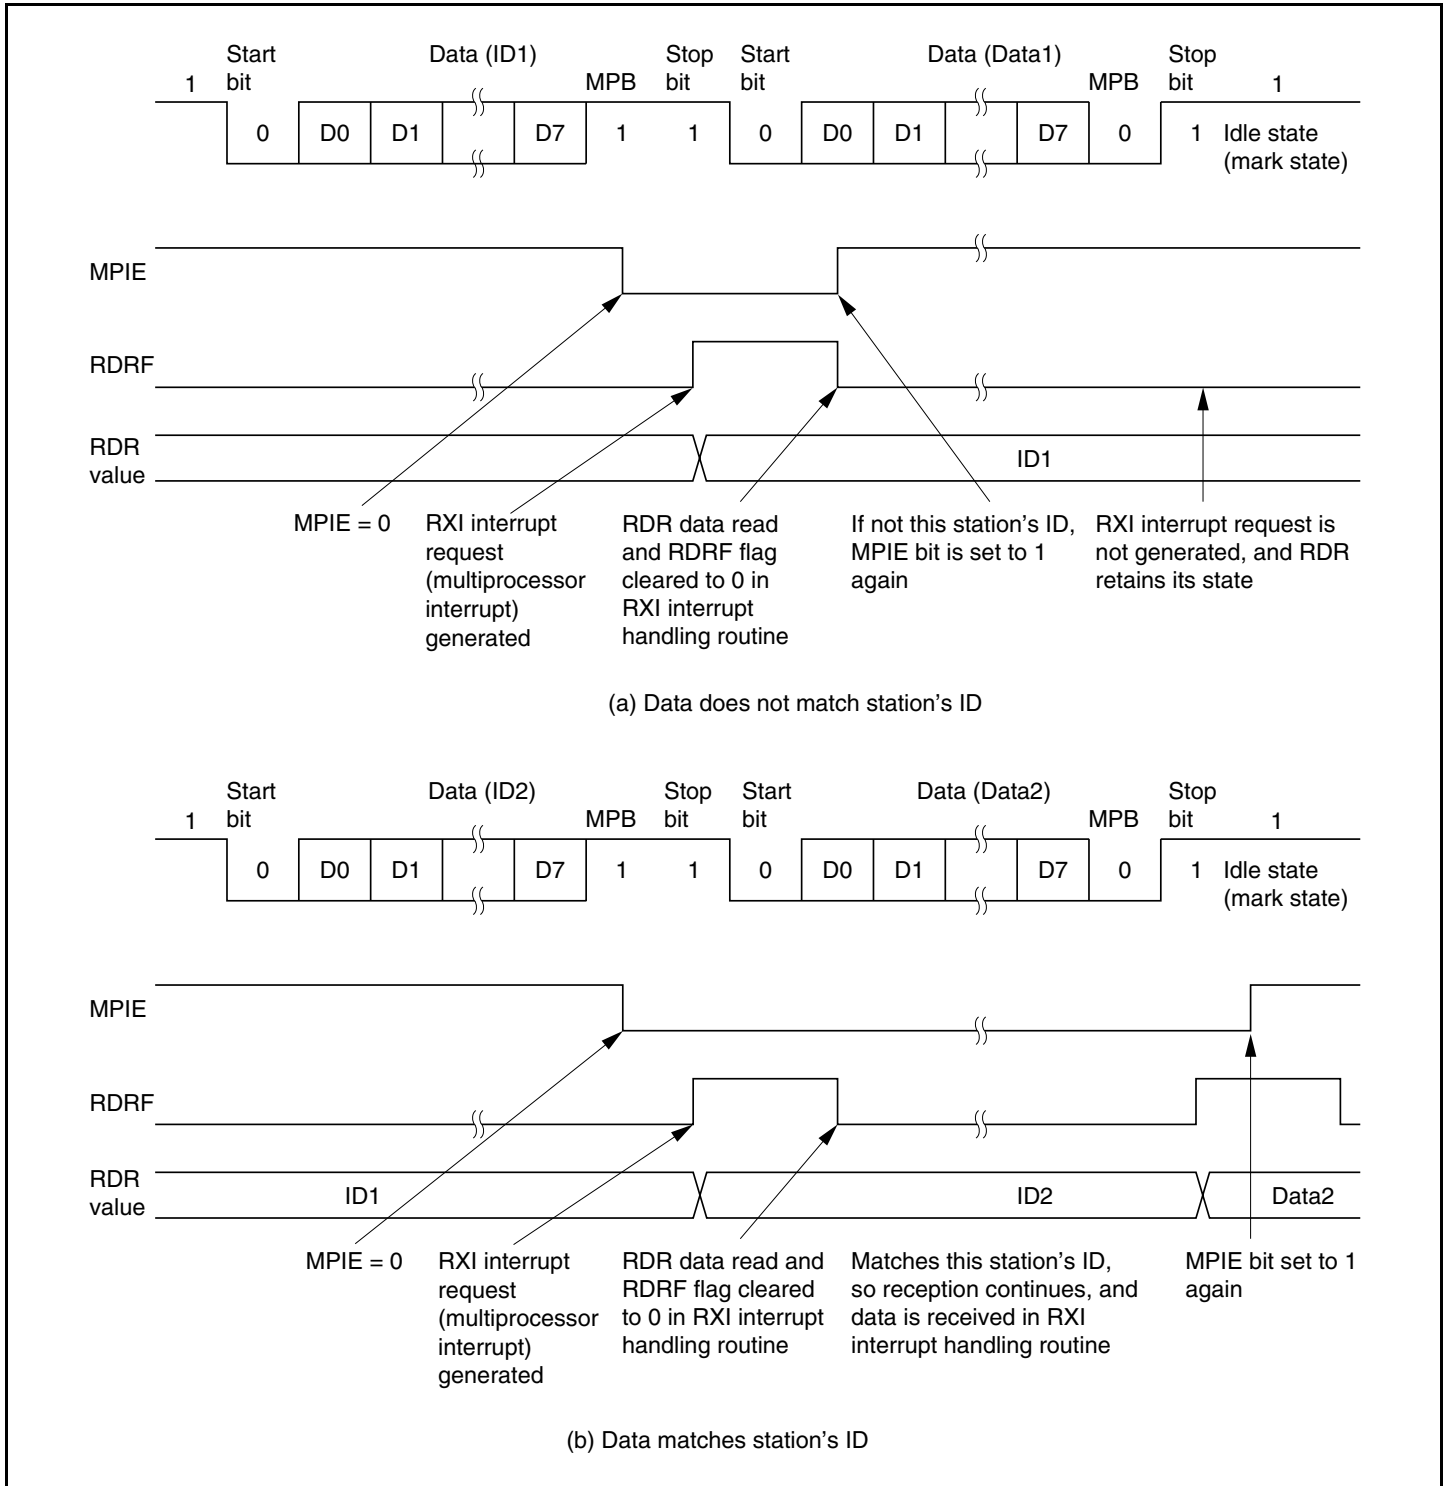 Start Data (ID1) Stop Start Data (Data1) Stop
1 bit MPB bit bit MPB bit 1
0 D0 D1 D7 1 1 0 D0 D1 D7 0 1 Idle state
(mark state)
MPIE
RDRF
RDR
value
ID1
MPIE = 0
RXI interrupt
request
(multiprocessor
interrupt)
generated
RDR data read
and RDRF flag
cleared to 0 in
RXI interrupt
handling routine
If not this station's ID,
MPIE bit is set to 1
again
RXI interrupt request is
not generated, and RDR
retains its state
(a) Data does not match station's ID
Start Data (ID2) Stop Start Data (Data2) Stop
1 bit MPB bit bit MPB bit 1
0 D0 D1 D7 1 1 0 D0 D1 D7 0 1 Idle state
(mark state)
MPIE
RDRF
RDR
value
ID1 ID2 Data2
MPIE = 0
RXI interrupt
request
(multiprocessor
interrupt)
generated
RDR data read and
RDRF flag cleared
to 0 in RXI interrupt
handling routine
Matches this station's ID,
so reception continues, and
data is received in RXI
interrupt handling routine
MPIE bit set to 1
again
(b) Data matches station's ID